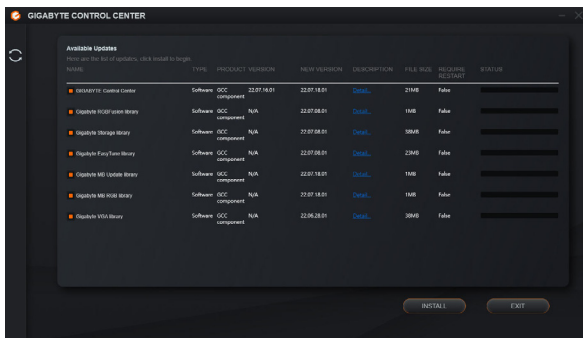 GIGABYTE CONTROL CENTER
Available Updates
Here are the list of updates, click install to begin.
NAME TYPE PRODUCT VERSION NEW VERSION DESCRIPTION FILE SIZE REQUIRE RESTART STATUS
GIGABYTE Control Center Software GCC component 22.07.16.01 22.07.18.01 Detail... 21MB False
Gigabyte RGBFusion library Software GCC component N/A 22.07.08.01 Detail... 1MB False
Gigabyte Storage library Software GCC component N/A 22.07.08.01 Detail... 38MB False
Gigabyte EasyTune library Software GCC component N/A 22.07.08.01 Detail... 23MB False
Gigabyte MB Update library Software GCC component N/A 22.07.18.01 Detail... 1MB False
Gigabyte MB RGB library Software GCC component N/A 22.07.18.01 Detail... 1MB False
Gigabyte VGA library Software GCC component N/A 22.06.28.01 Detail... 38MB False
INSTALL EXIT